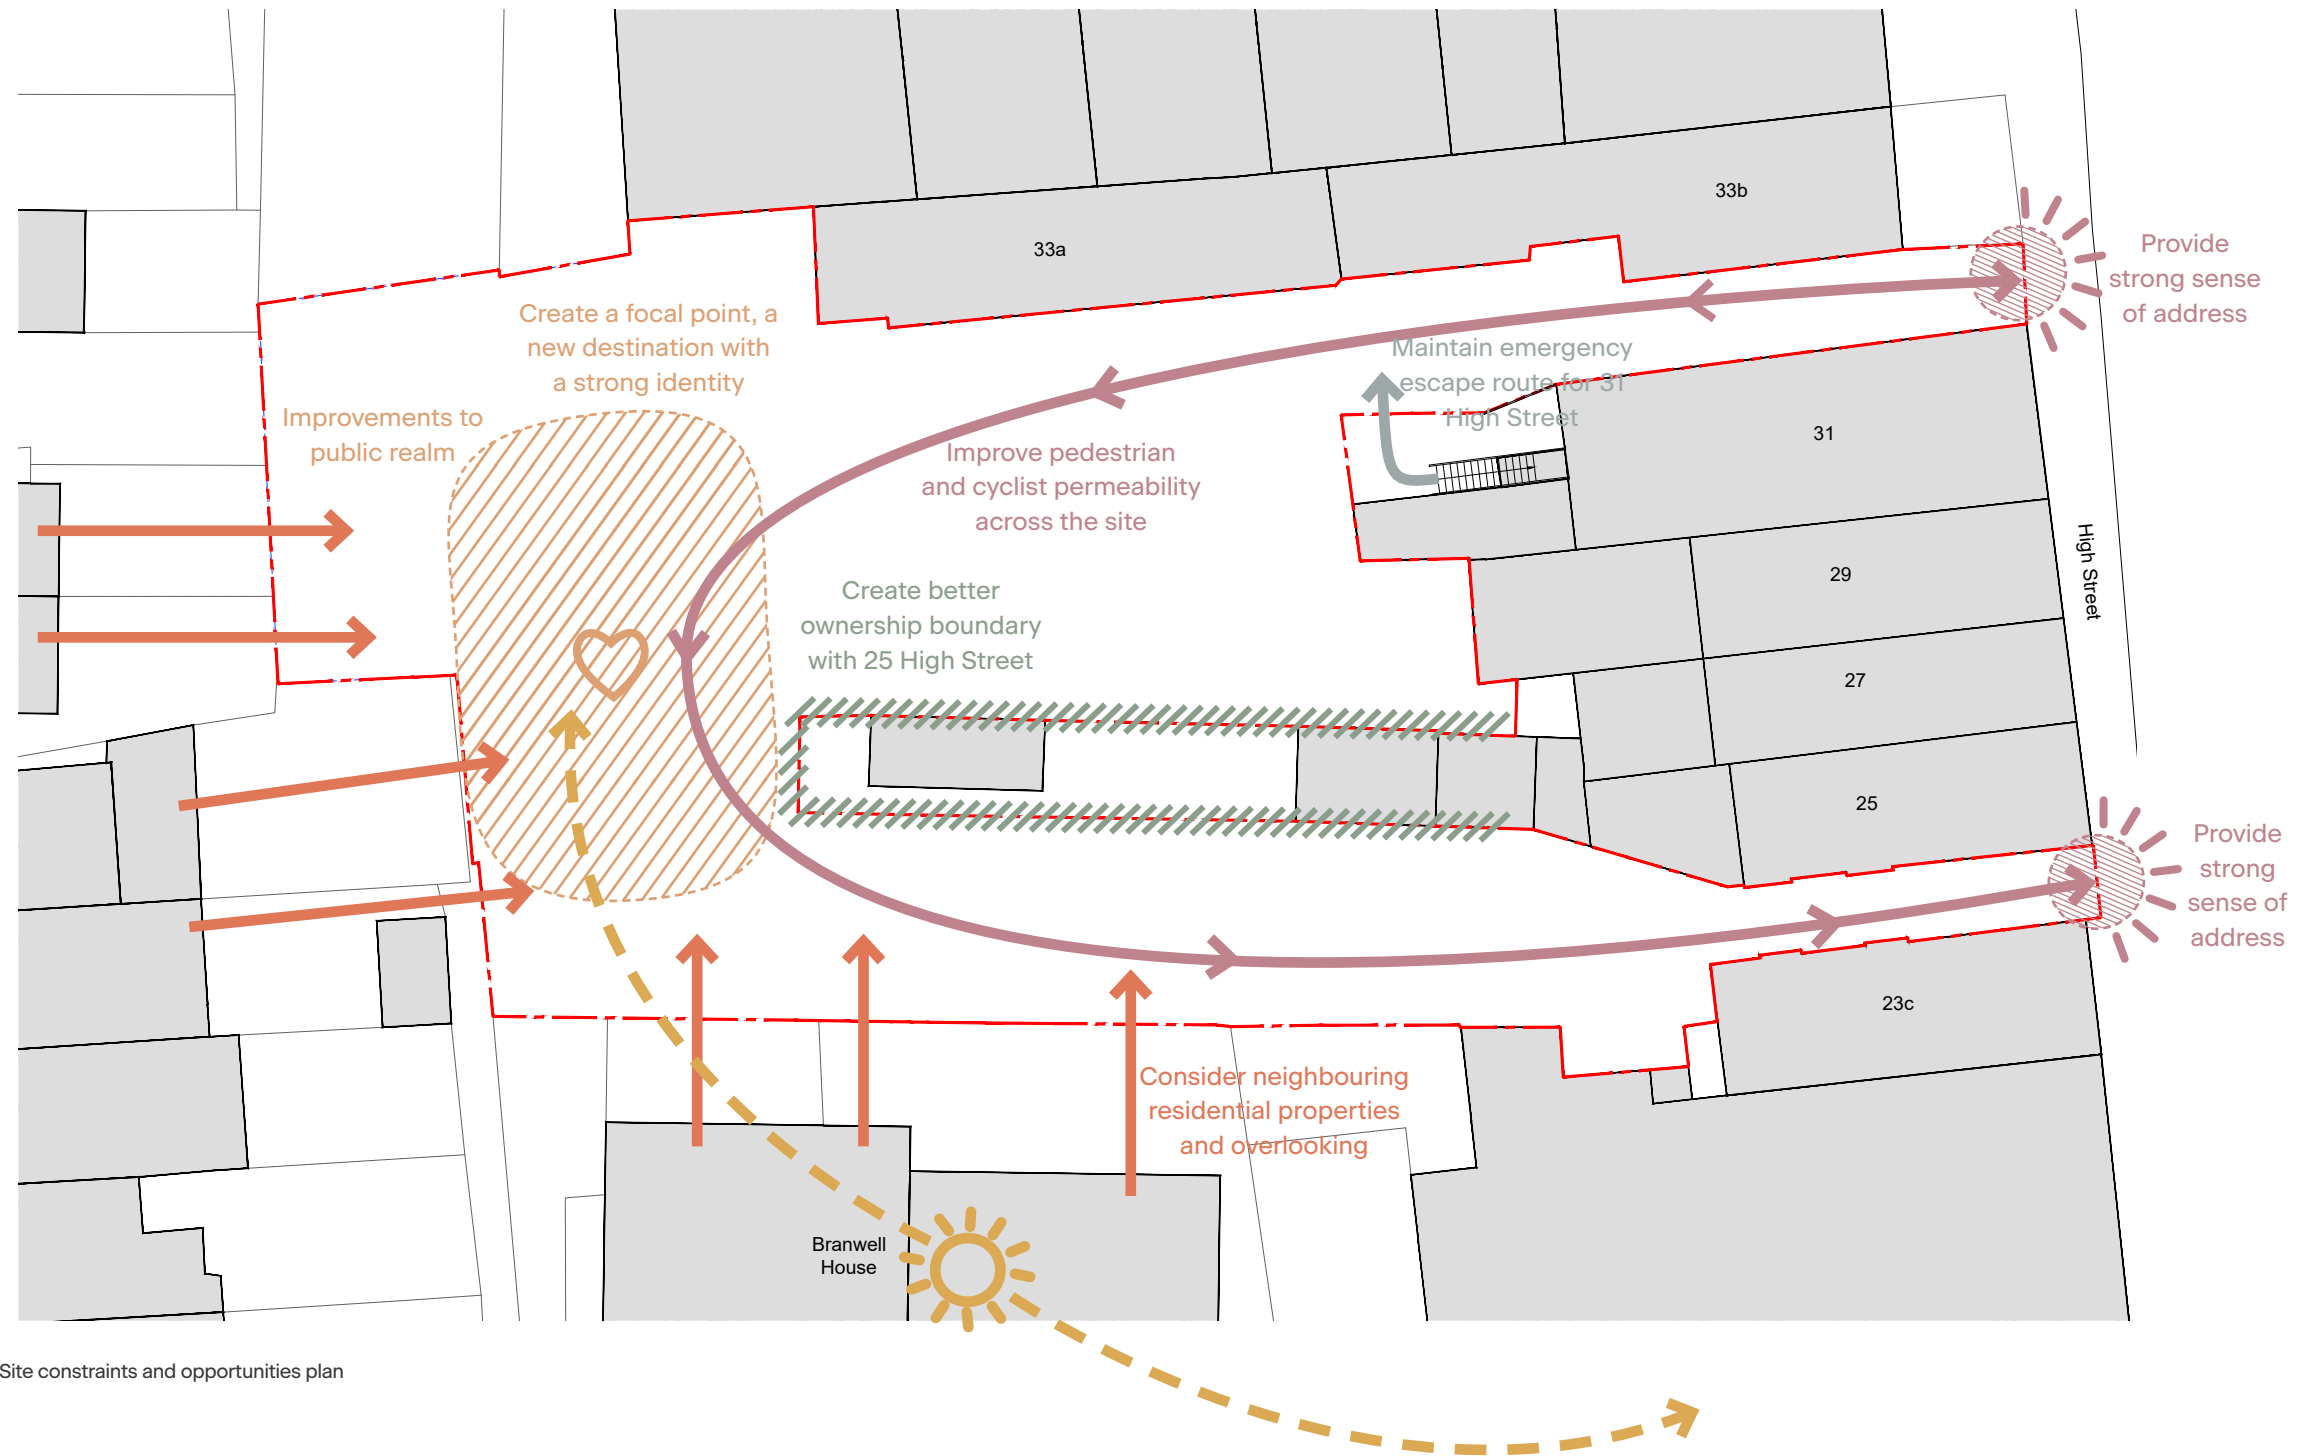 33b
33a
Provide
strong sense
of address
Create a focal point, a
new destination with
a strong identity
Maintain emergency
escape route for 31
High Street
Improvements to
public realm
31
Improve pedestrian
and cyclist permeability
across the site
High Street
29
Create better
ownership boundary
with 25 High Street
27
25
Provide
strong
sense of
address
23c
Consider neighbouring
residential properties
and overlooking
Branwell
House
Site constraints and opportunities plan